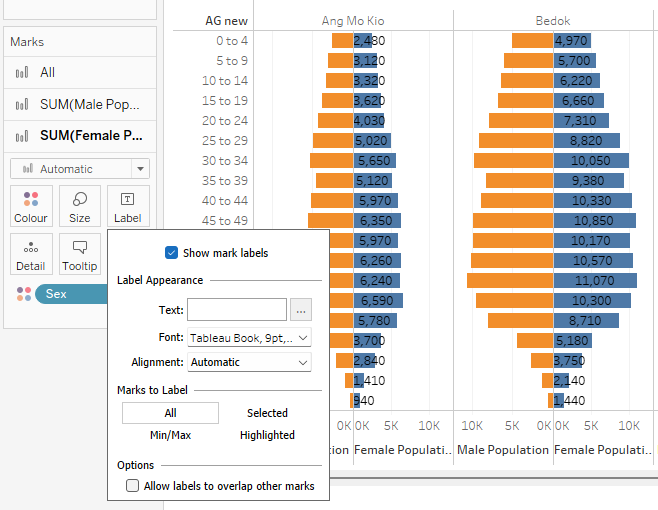 Marks
All
SUM(Male Pop...
SUM(Female P...
Automatic
Colour Size Label
Detail Tooltip
Sex
Show mark labels
Label Appearance
Text: ...
Font: Tableau Book, 9pt,...
Alignment: Automatic
Marks to Label
All Selected
Min/Max Highlighted
Options
Allow labels to overlap other marks
AG new Ang Mo Kio Bedok
0 to 4 2,480 4,970
5 to 9 3,120 5,700
10 to 14 3,320 6,220
15 to 19 3,620 6,660
20 to 24 4,030 7,310
25 to 29 5,020 8,820
30 to 34 5,650 10,050
35 to 39 5,120 9,380
40 to 44 5,970 10,330
45 to 49 6,350 10,850
5,970 10,170
6,260 10,570
6,240 11,070
6,590 10,300
5,780 8,710
3,700 5,180
2,840 3,750
1,410 2,140
940 1,440
0K 0K 5K 10K 10K 5K 0K 0K 5K 10K
tion Female Populati.. Male Population Female Populati..